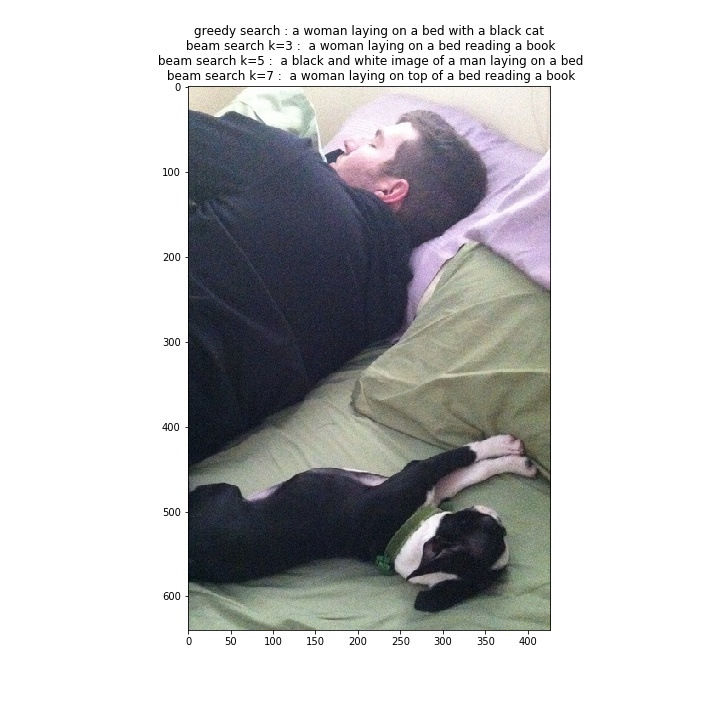 greedy search : a woman laying on a bed with a black cat
beam search k=3 :  a woman laying on a bed reading a book
beam search k=5 :  a black and white image of a man laying on a bed
beam search k=7 :  a woman laying on top of a bed reading a book
0
100
200
300
400
500
600
0 50 100 150 200 250 300 350 400